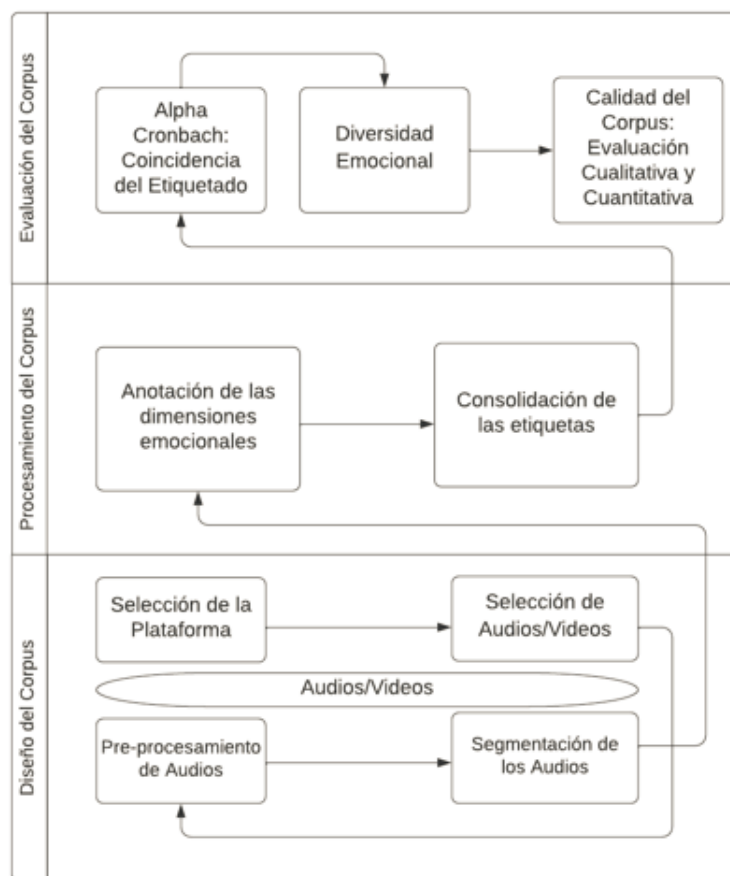 Evaluación del Corpus
Alpha
Cronbach:
Coincidencia
del Etiquetado
Diversidad
Emocional
Calidad del
Corpus:
Evaluación
Cualitativa y
Cuantitativa
Procesamiento del Corpus
Anotación de las
dimensiones
emocionales
Consolidación de
las etiquetas
Diseño del Corpus
Selección de la
Plataforma
Selección de
Audios/Videos
Audios/Videos
Pre-procesamiento
de Audios
Segmentación de
los Audios